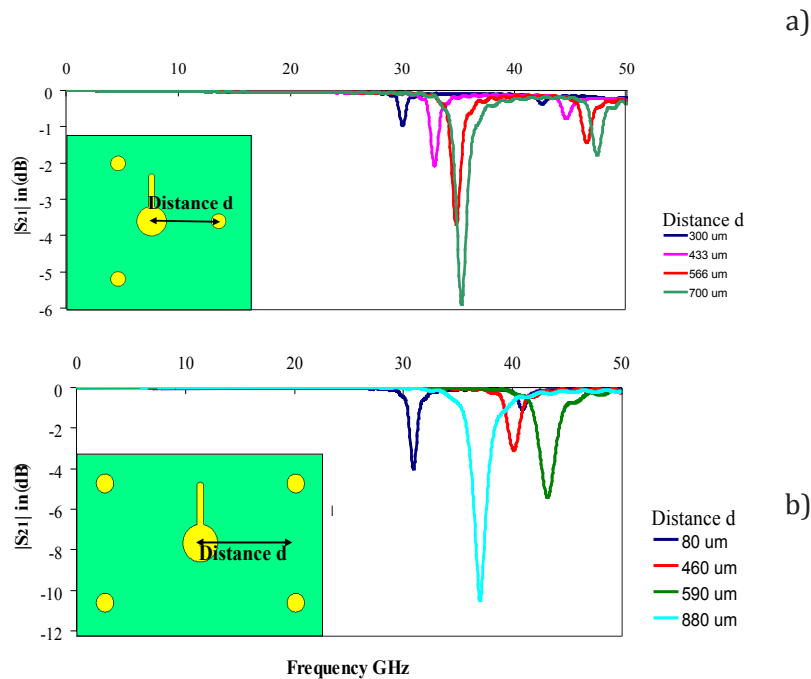 a)
0 10 20 30 40 50
0
-1
-2
-3
-4
-5
-6
|S21| in(dB)
Distance d
Distance d
300 um
433 um
566 um
700 um
0 10 20 30 40 50
0
-2
-4
-6
-8
-10
-12
|S21| in(dB)
Distance d
b)
Distance d
80 um
460 um
590 um
880 um
Frequency GHz